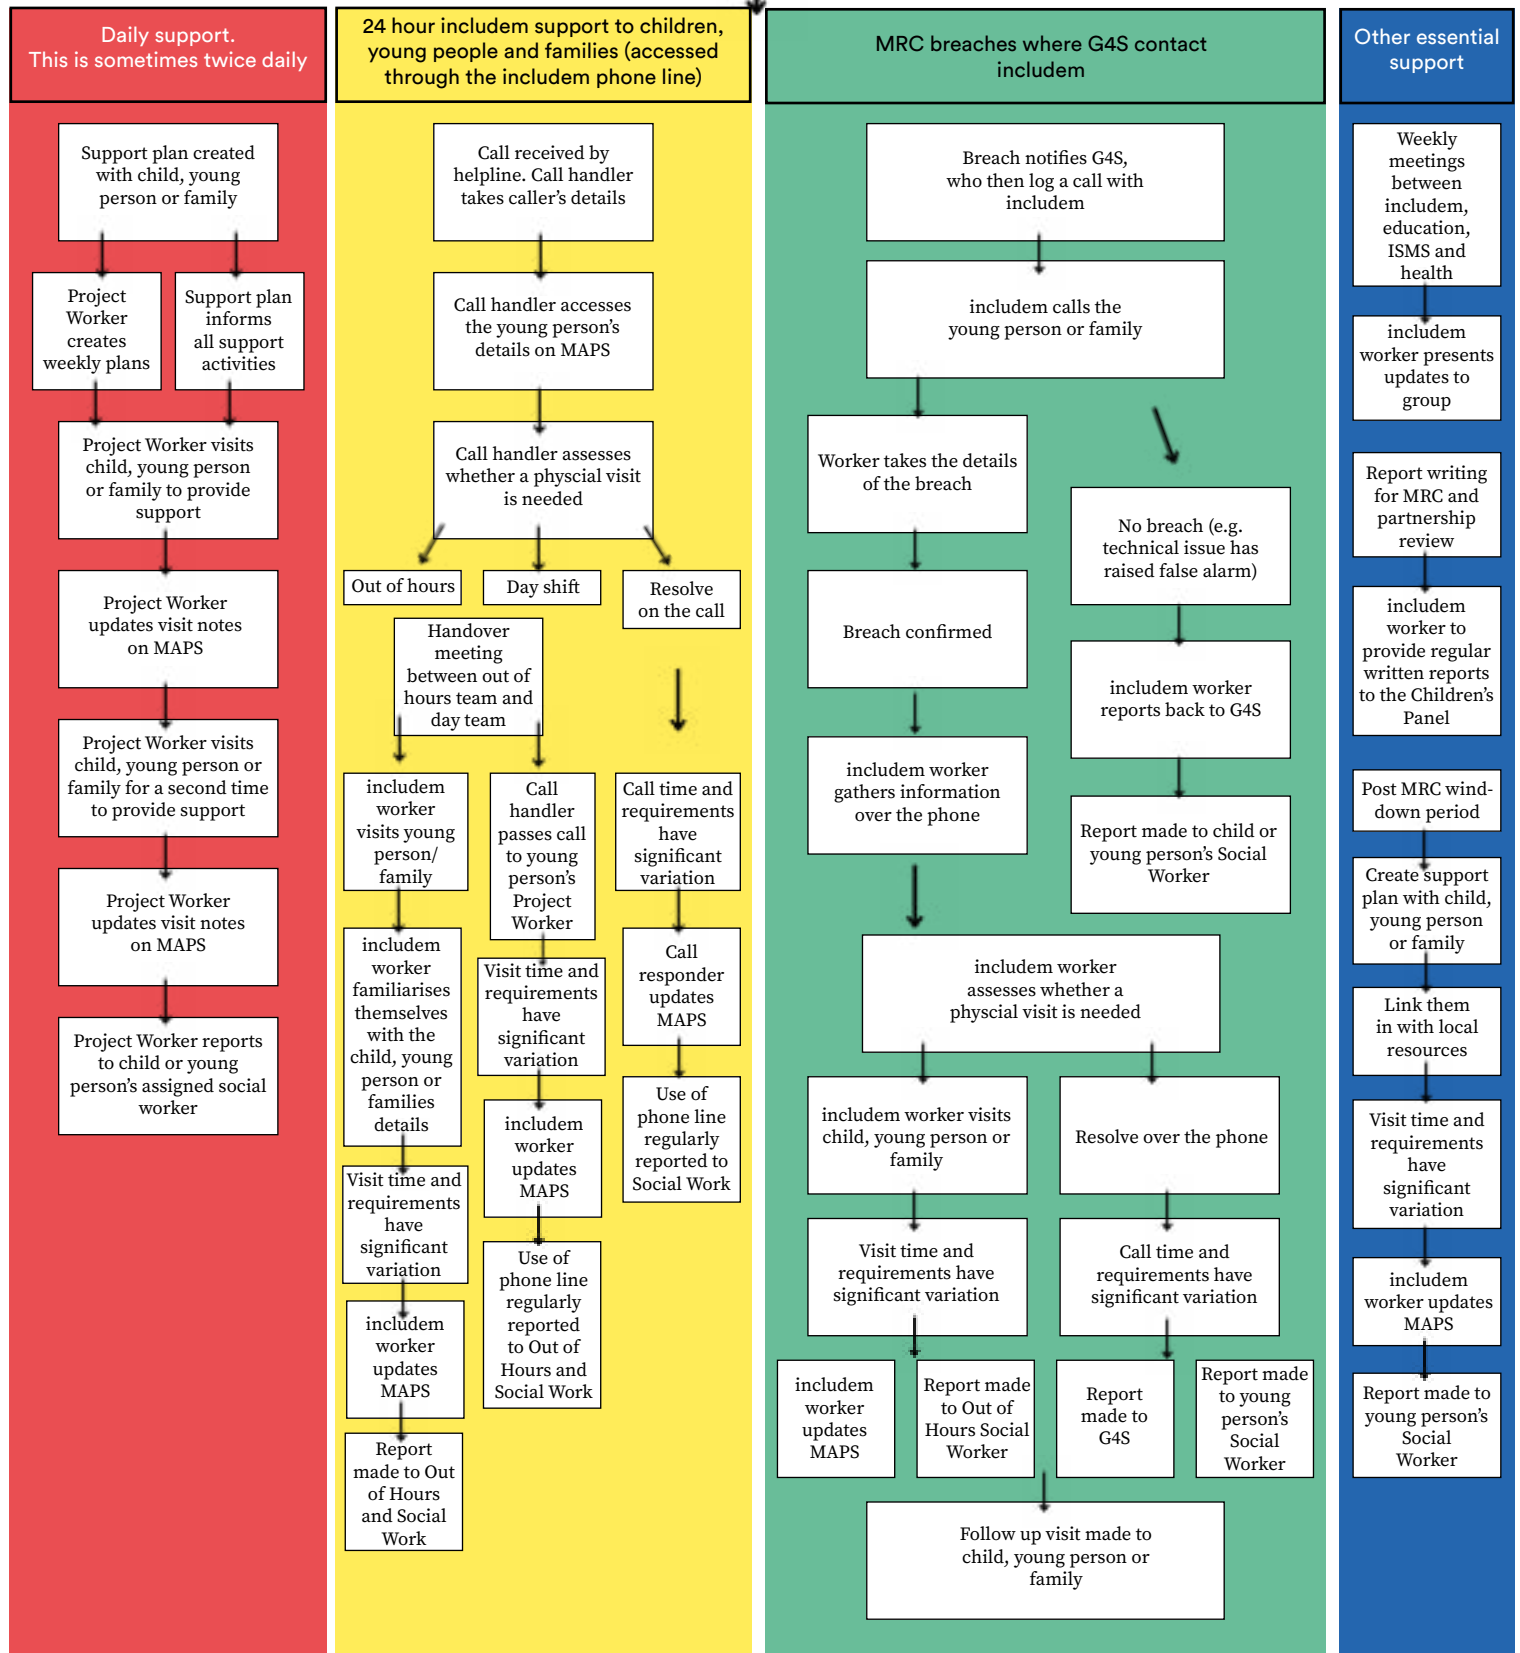 Daily support.
This is sometimes twice daily
Support plan created
with child, young
person or family
Project
Worker
creates
weekly plans
Support plan
informs
all support
activities
Project Worker visits
child, young person
or family to provide
support
Project Worker
updates visit notes
on MAPS
Project Worker visits
child, young person or
family for a second time
to provide support
Project Worker
updates visit notes
on MAPS
Project Worker reports
to child or young
person's assigned social
worker
24 hour includem support to children,
young people and families (accessed
through the includem phone line)
Call received by
helpline. Call handler
takes caller's details
Call handler accesses
the young person's
details on MAPS
Call handler assesses
whether a physcial visit
is needed
Out of hours
Day shift
Resolve
on the call
Handover
meeting
between out of
hours team and
day team
includem
worker
visits young
person/
family
includem
worker
familiarises
themselves
with the
child, young
person or
families
details
Visit time and
requirements
have
significant
variation
includem
worker
updates
MAPS
Report
made to Out
of Hours
and Social
Work
Call
handler
passes call
to young
person's
Project
Worker
Visit time and
requirements
have
significant
variation
includem
worker
updates
MAPS
Use of
phone line
regularly
reported
to Out of
Hours and
Social Work
Call time and
requirements
have
significant
variation
Call
responder
updates
MAPS
Use of
phone line
regularly
reported to
Social Work
MRC breaches where G4S contact
includem
Breach notifies G4S,
who then log a call with
includem
includem calls the
young person or family
Worker takes the details
of the breach
Breach confirmed
includem worker
gathers information
over the phone
No breach (e.g.
technical issue has
raised false alarm)
includem worker
reports back to G4S
Report made to child or
young person's Social
Worker
includem worker
assesses whether a
physcial visit is needed
includem worker visits
child, young person or
family
Resolve over the phone
Visit time and
requirements have
significant variation
Call time and
requirements have
significant variation
includem
worker
updates
MAPS
Report made
to Out of
Hours Social
Worker
Report
made to
G4S
Report made
to young
person's
Social
Worker
Follow up visit made to
child, young person or
family
Other essential
support
Weekly
meetings
between
includem,
education,
ISMS and
health
includem
worker presents
updates to
group
Report writing
for MRC and
partnership
review
includem
worker to
provide regular
written reports
to the Children's
Panel
Post MRC wind-
down period
Create support
plan with child,
young person
or family
Link them
in with local
resources
Visit time and
requirements
have
significant
variation
includem
worker updates
MAPS
Report made to
young person's
Social
Worker